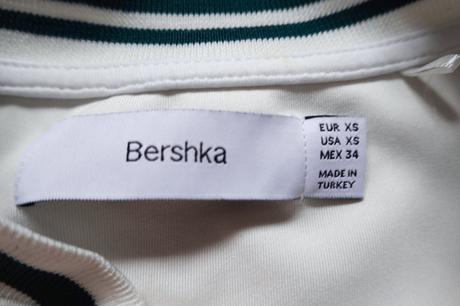 Bershka
EUR XS
USA XS
MEX 34
MADE IN
TURKEY